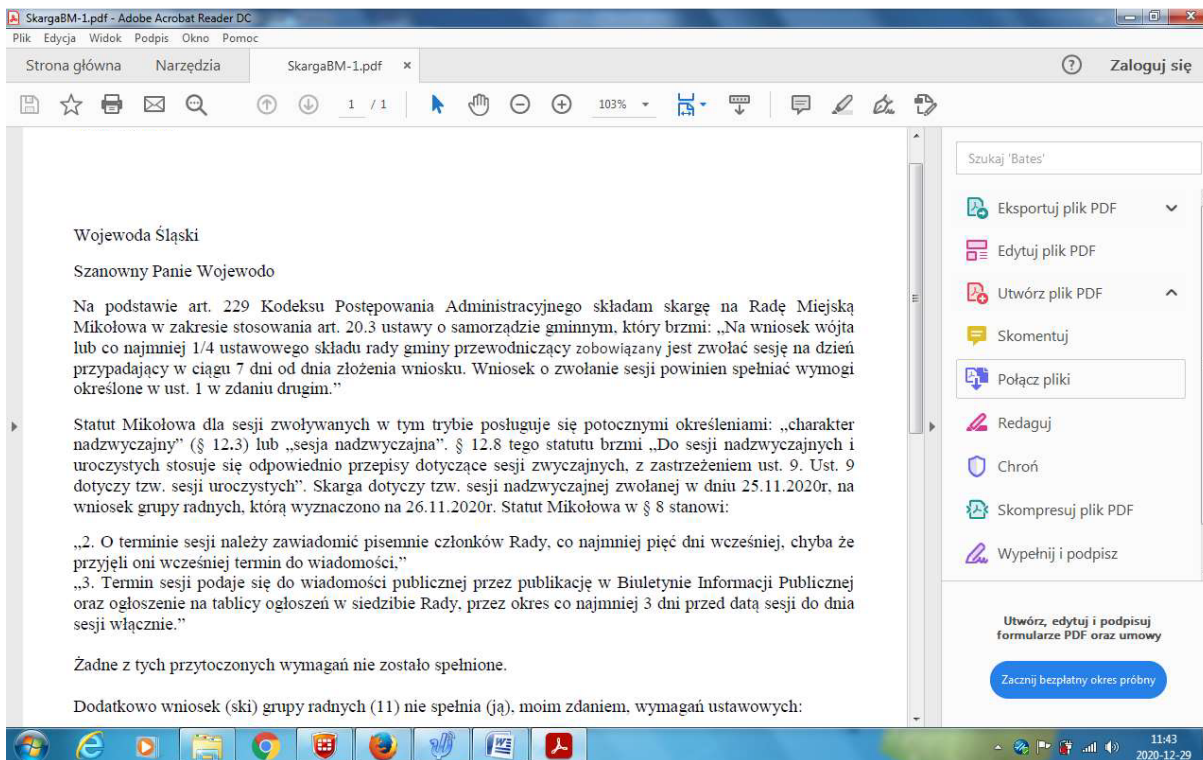 SkargaBM-1.pdf - Adobe Acrobat Reader DC
Plik Edycja Widok Podpis Okno Pomoc
Strona główna Narzędzia SkargaBM-1.pdf × Zaloguj się
1 / 1 103%
Wojewoda Śląski
Szanowny Panie Wojewodo
Na podstawie art. 229 Kodeksu Postępowania Administracyjnego składam skargę na Radę Miejską
Mikołowa w zakresie stosowania art. 20.3 ustawy o samorządzie gminnym, który brzmi: „Na wniosek wójta
lub co najmniej 1/4 ustawowego składu rady gminy przewodniczący zobowiązany jest zwołać sesję na dzień
przypadający w ciągu 7 dni od dnia złożenia wniosku. Wniosek o zwołanie sesji powinien spełniać wymogi
określone w ust. 1 w zdaniu drugim.”
Statut Mikołowa dla sesji zwoływanych w tym trybie posługuje się potocznymi określeniami: „charakter
nadzwyczajny” (§ 12.3) lub „sesja nadzwyczajna”. § 12.8 tego statutu brzmi „Do sesji nadzwyczajnych i
uroczystych stosuje się odpowiednio przepisy dotyczące sesji zwyczajnych, z zastrzeżeniem ust. 9. Ust. 9
dotyczy tzw. sesji uroczystych”. Skarga dotyczy tzw. sesji nadzwyczajnej zwołanej w dniu 25.11.2020r, na
wniosek grupy radnych, którą wyznaczono na 26.11.2020r. Statut Mikołowa w § 8 stanowi:
„2. O terminie sesji należy zawiadomić pisemnie członków Rady, co najmniej pięć dni wcześniej, chyba że
przyjęli oni wcześniej termin do wiadomości,”
„3. Termin sesji podaje się do wiadomości publicznej przez publikację w Biuletynie Informacji Publicznej
oraz ogłoszenie na tablicy ogłoszeń w siedzibie Rady, przez okres co najmniej 3 dni przed datą sesji do dnia
sesji włącznie.”
Żadne z tych przytoczonych wymagań nie zostało spełnione.
Dodatkowo wniosek (ski) grupy radnych (11) nie spełnia (ją), moim zdaniem, wymagań ustawowych:
Szukaj 'Bates'
Eksportuj plik PDF
Edytuj plik PDF
Utwórz plik PDF
Skomentuj
Połącz pliki
Redaguj
Chroń
Skompresuj plik PDF
Wypełnij i podpisz
Utwórz, edytuj i podpisuj
formularze PDF oraz umowy
Zacznij bezpłatny okres próbny
11:43
2020-12-29